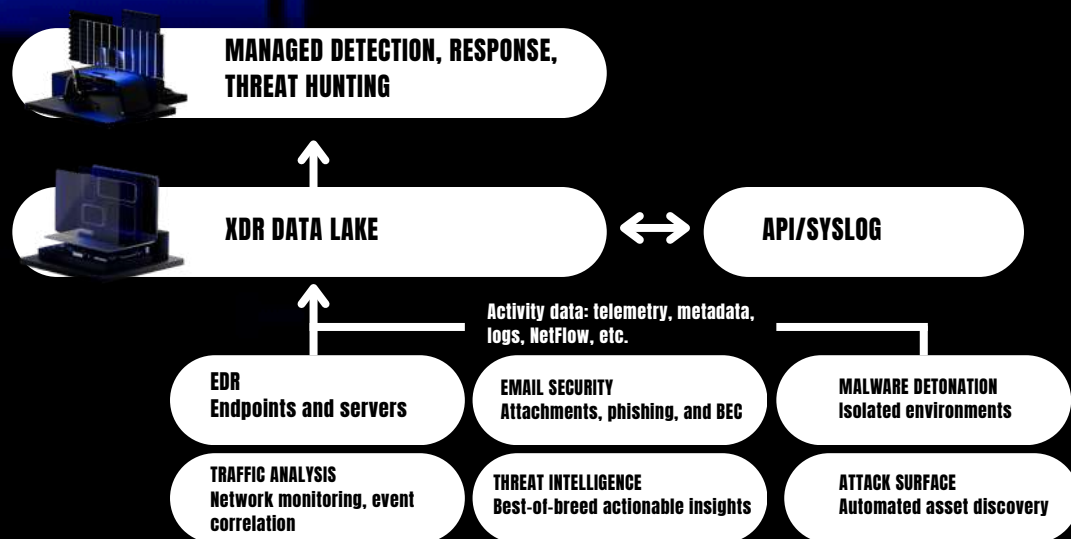 MANAGED DETECTION, RESPONSE,
THREAT HUNTING
XDR DATA LAKE
API/SYSLOG
Activity data: telemetry, metadata,
logs, NetFlow, etc.
EDR
Endpoints and servers
EMAIL SECURITY
Attachments, phishing, and BEC
MALWARE DETONATION
Isolated environments
TRAFFIC ANALYSIS
Network monitoring, event
correlation
THREAT INTELLIGENCE
Best-of-breed actionable insights
ATTACK SURFACE
Automated asset discovery